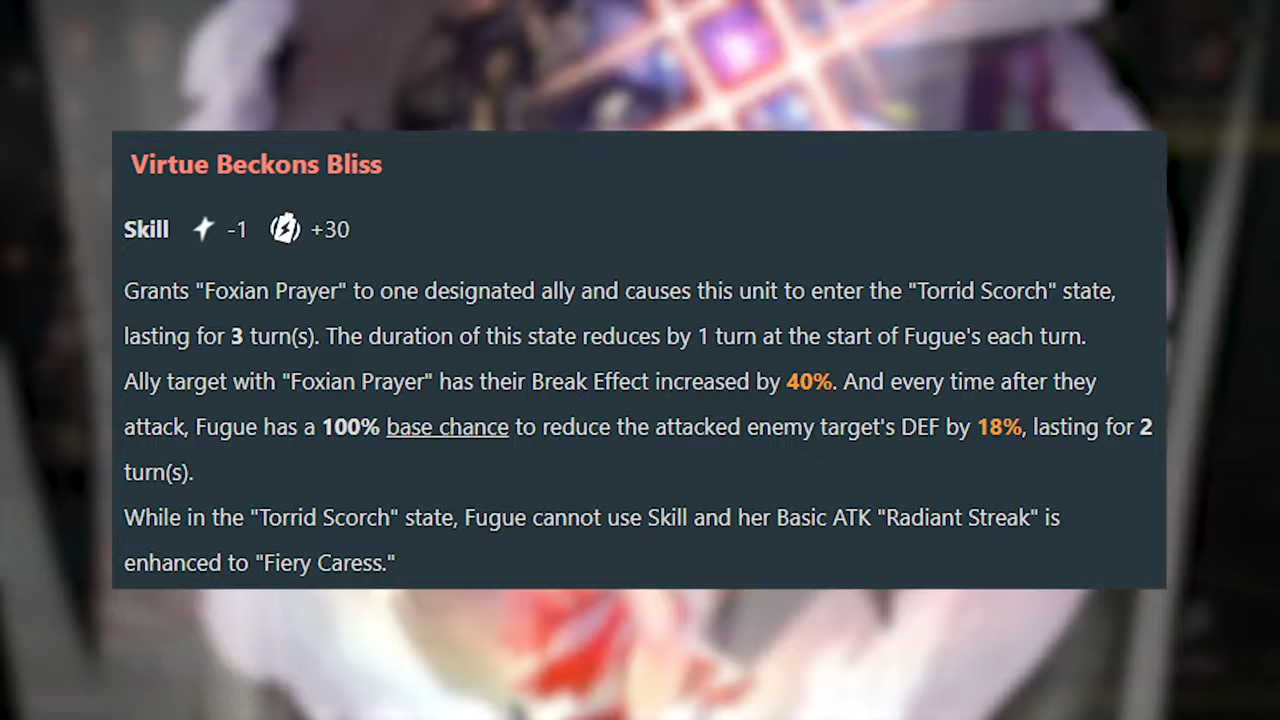 Virtue Beckons Bliss
Skill -1 +30
Grants "Foxian Prayer" to one designated ally and causes this unit to enter the "Torrid Scorch" state,
lasting for 3 turn(s). The duration of this state reduces by 1 turn at the start of Fugue's each turn.
Ally target with "Foxian Prayer" has their Break Effect increased by 40%. And every time after they
attack, Fugue has a 100% base chance to reduce the attacked enemy target's DEF by 18%, lasting for 2
turn(s).
While in the "Torrid Scorch" state, Fugue cannot use Skill and her Basic ATK "Radiant Streak" is
enhanced to "Fiery Caress."